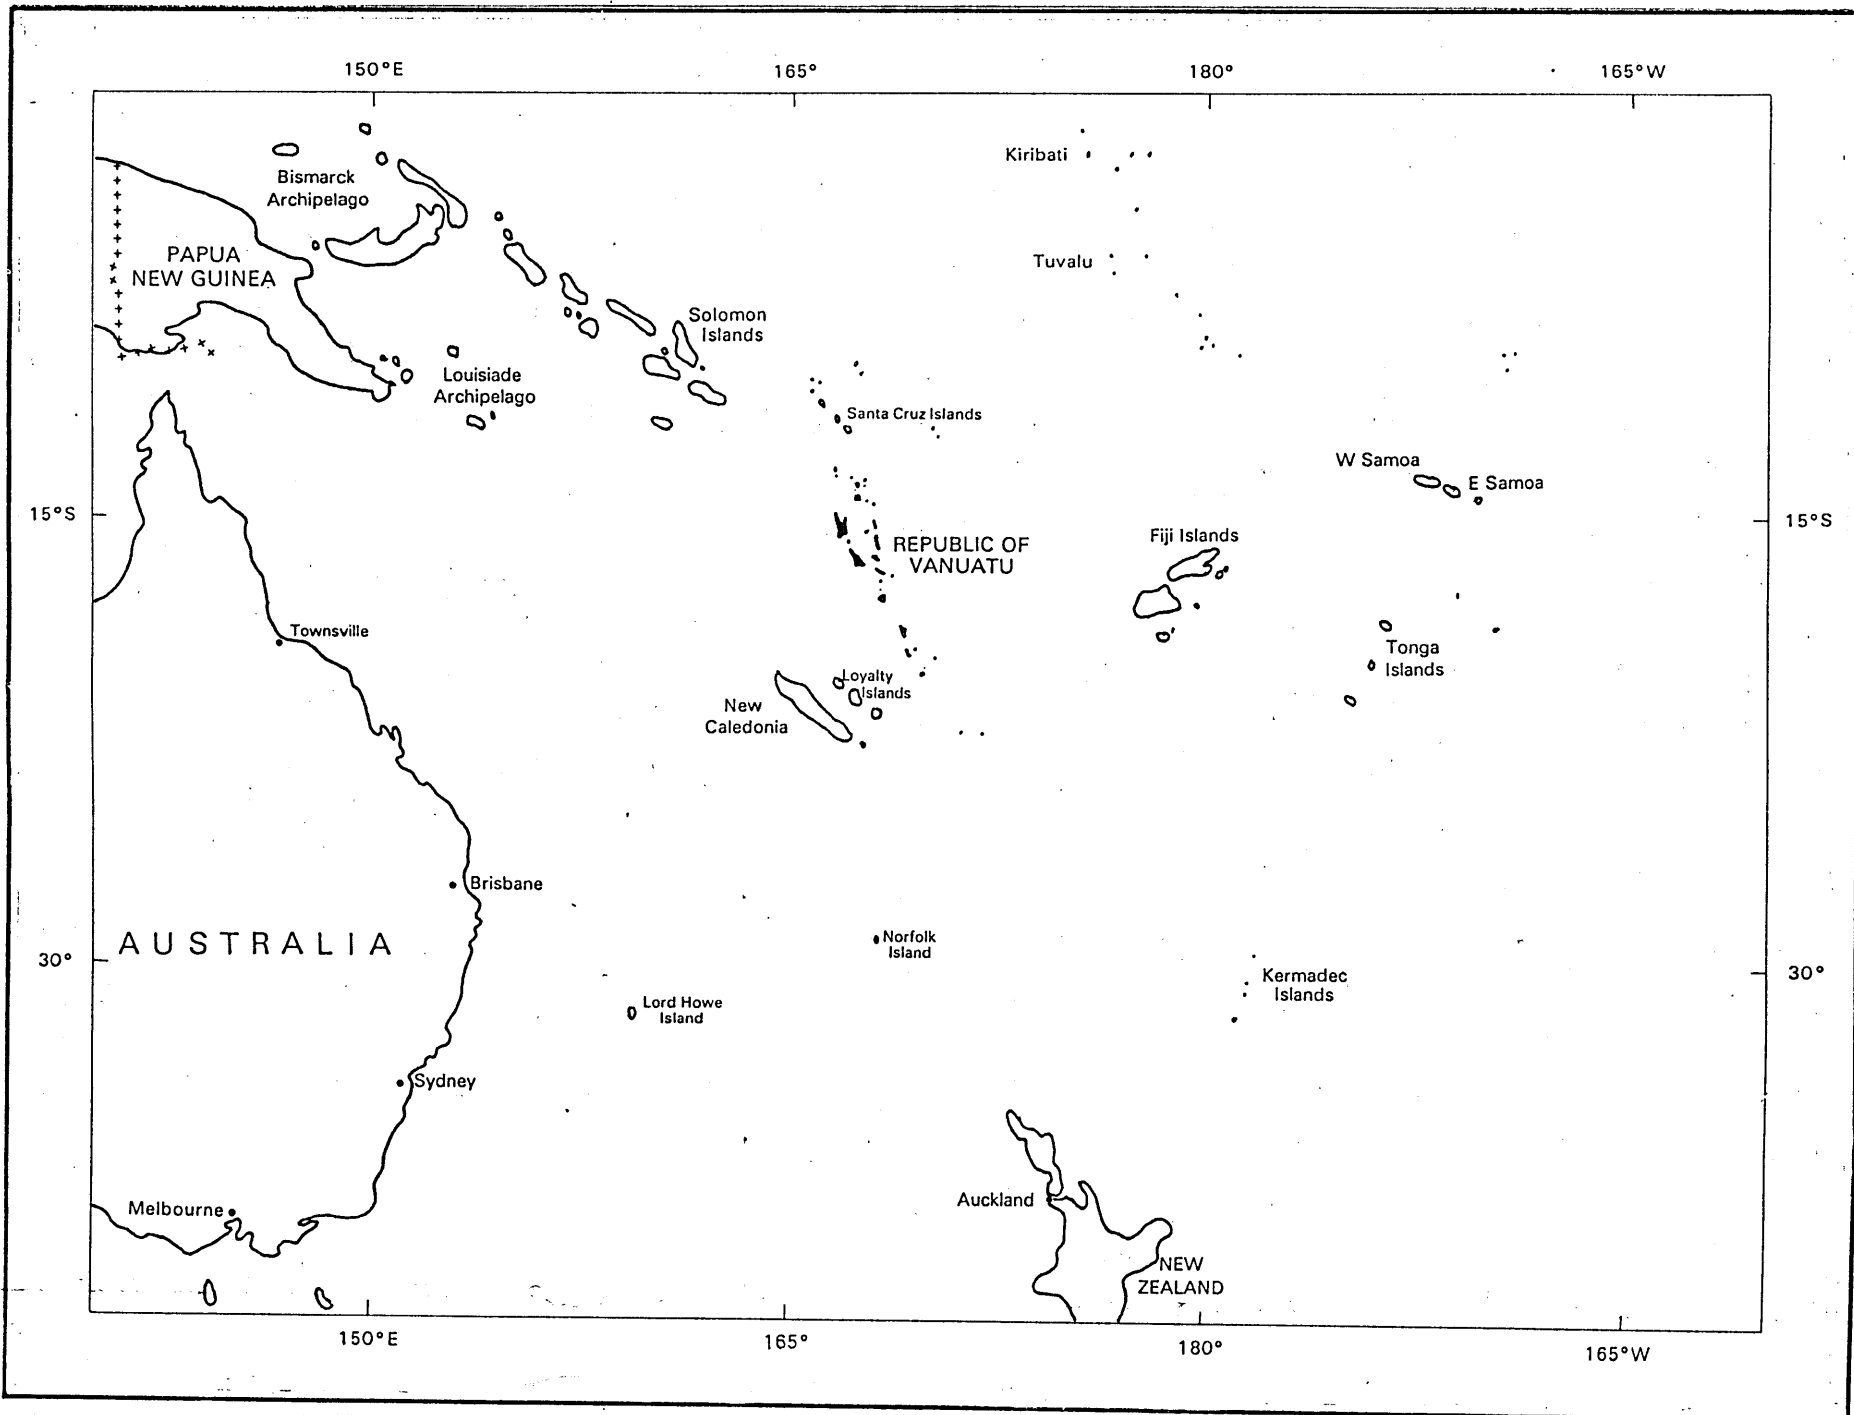 150°E
165°
180°
165°W
Kiribati
Bismarck
Archipelago
PAPUA
NEW GUINEA
Tuvalu
Solomon
Islands
Louisiade
Archipelago
Santa Cruz Islands
W Samoa
E Samoa
15°S
15°S
Fiji Islands
REPUBLIC OF
VANUATU
Townsville
Tonga
Islands
Loyalty
Islands
New
Caledonia
Brisbane
AUSTRALIA
Norfolk
Island
30°
30°
Kermadec
Islands
Lord Howe
Island
Sydney
Auckland
Melbourne
NEW
ZEALAND
150°E
165°
180°
165°W